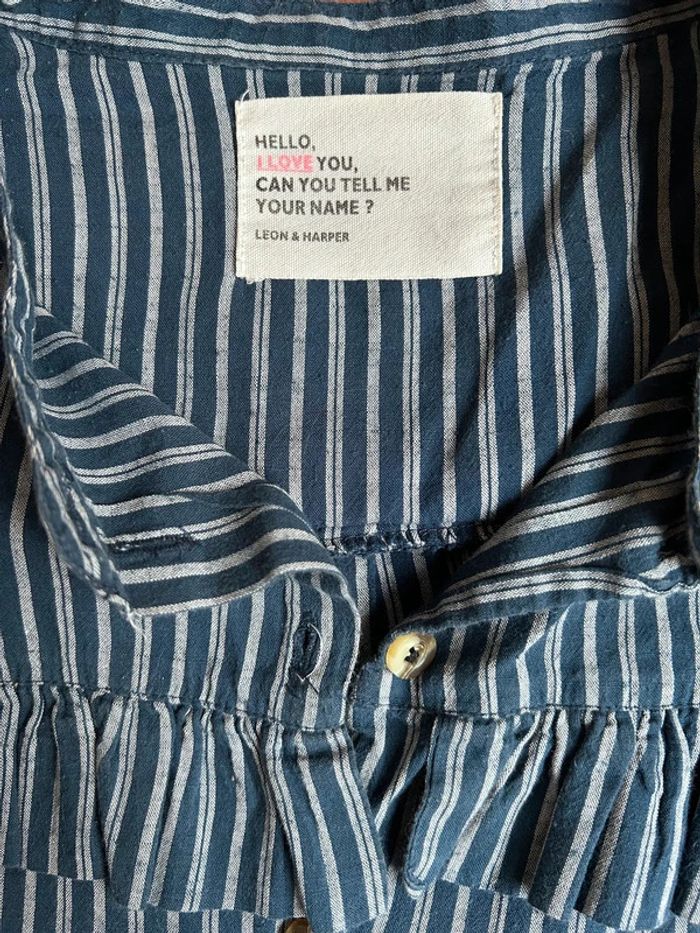 HELLO,
I LOVE YOU,
CAN YOU TELL ME
YOUR NAME ?
LEON & HARPER